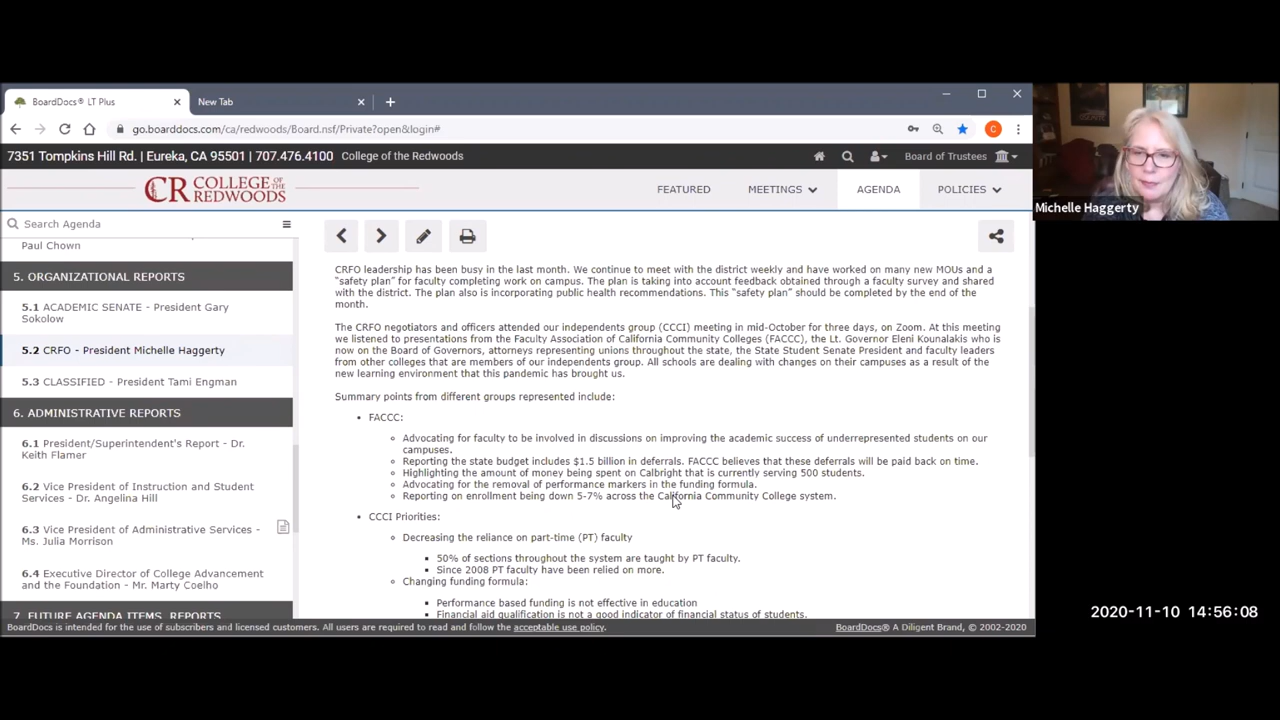 BoardDocs® LT Plus
New Tab
go.boarddocs.com/ca/redwoods/Board.nsf/Private?open&login#
C
7351 Tompkins Hill Rd. | Eureka, CA 95501 | 707.476.4100 College of the Redwoods
Board of Trustees
CR COLLEGE OF THE REDWOODS
FEATURED MEETINGS AGENDA POLICIES
Search Agenda
Paul Chown
5. ORGANIZATIONAL REPORTS
5.1 ACADEMIC SENATE - President Gary
Sokolow
5.2 CRFO - President Michelle Haggerty
5.3 CLASSIFIED - President Tami Engman
6. ADMINISTRATIVE REPORTS
6.1 President/Superintendent's Report - Dr.
Keith Flamer
6.2 Vice President of Instruction and Student
Services - Dr. Angelina Hill
6.3 Vice President of Administrative Services -
Ms. Julia Morrison
6.4 Executive Director of College Advancement
and the Foundation - Mr. Marty Coelho
7. FUTURE AGENDA ITEMS, REPORTS
CRFO leadership has been busy in the last month. We continue to meet with the district weekly and have worked on many new MOUs and a
“safety plan” for faculty completing work on campus. The plan is taking into account feedback obtained through a faculty survey and shared
with the district. The plan also is incorporating public health recommendations. This “safety plan” should be completed by the end of the
month.
The CRFO negotiators and officers attended our independents group (CCCI) meeting in mid-October for three days, on Zoom. At this meeting
we listened to presentations from the Faculty Association of California Community Colleges (FACCC), the Lt. Governor Eleni Kounalakis who is
now on the Board of Governors, attorneys representing unions throughout the state, the State Student Senate President and faculty leaders
from other colleges that are members of our independents group. All schools are dealing with changes on their campuses as a result of the
new learning environment that this pandemic has brought us.
Summary points from different groups represented include:
FACCC:
Advocating for faculty to be involved in discussions on improving the academic success of underrepresented students on our
campuses.
Reporting the state budget includes $1.5 billion in deferrals. FACCC believes that these deferrals will be paid back on time.
Highlighting the amount of money being spent on Calbright that is currently serving 500 students.
Advocating for the removal of performance markers in the funding formula.
Reporting on enrollment being down 5-7% across the California Community College system.
CCCI Priorities:
Decreasing the reliance on part-time (PT) faculty
50% of sections throughout the system are taught by PT faculty.
Since 2008 PT faculty have been relied on more.
Changing funding formula:
Performance based funding is not effective in education
Financial aid qualification is not a good indicator of financial status of students.
BoardDocs is intended for the use of subscribers and licensed customers. All users are required to read and follow the acceptable use policy.
BoardDocs® A Diligent Brand, © 2002-2020
Michelle Haggerty
2020-11-10 14:56:08